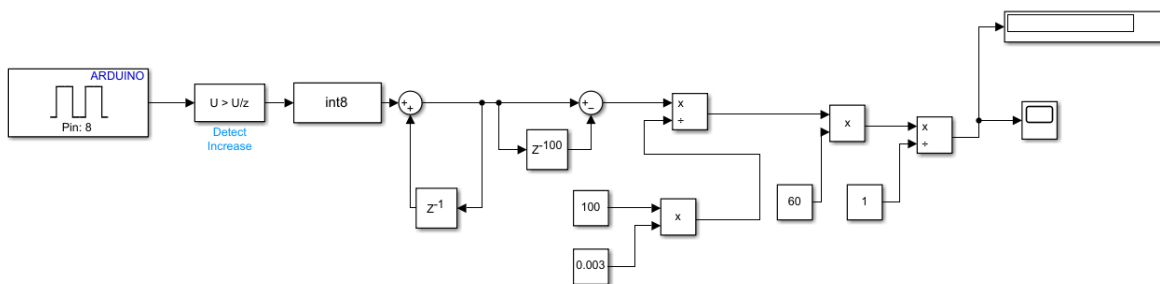 ARDUINO
Pin: 8
U > U/z
Detect
Increase
int8
+
+
Z-1
+
−
Z-100
100
0.003
x
x
÷
60
x
1
x
÷